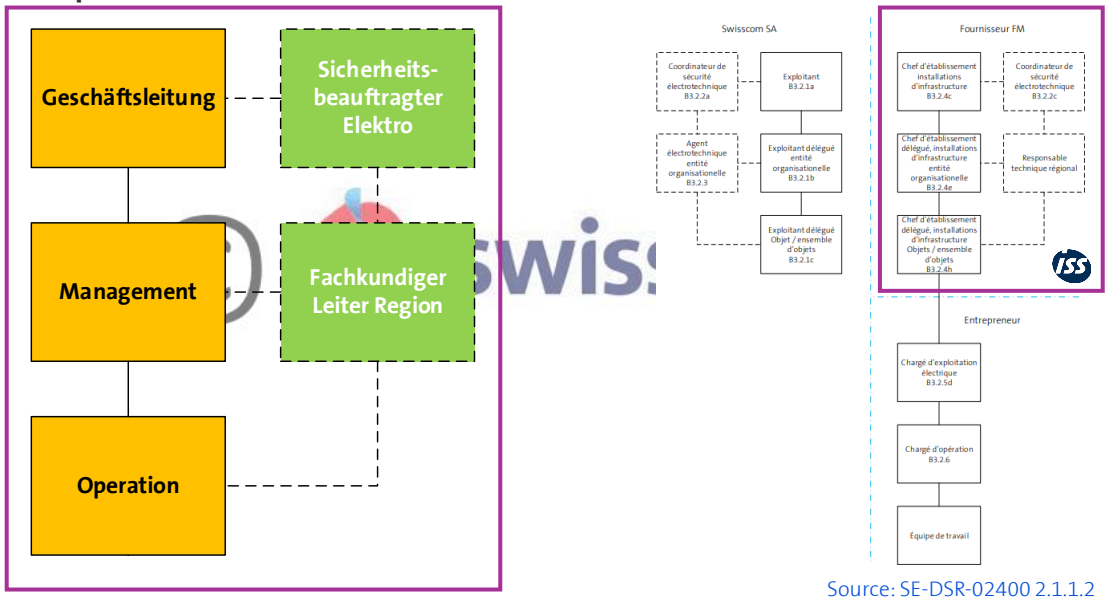 Geschäftsleitung
Sicherheits-
beauftragter
Elektro
Management
Fachkundiger
Leiter Region
Operation
swiss
Swisscom SA
Coordinateur de
sécurité
électrotechnique
B3.2.2a
Exploitant
B3.2.1a
Agent
électrotechnique
entité
organisationelle
B3.2.3
Exploitant délégué
entité
organisationelle
B3.2.1b
Exploitant délégué
Objet / ensemble
d'objets
B3.2.1c
Fournisseur FM
Chef d'établissement
installations
d'infrastructure
B3.2.4c
Coordinateur de
sécurité
électrotechnique
B3.2.2c
Chef d'établissement
délégué, installations
d'infrastructure
entité
organisationelle
B3.2.4e
Responsable
technique régional
Chef d'établissement
délégué, installations
d'infrastructure
Objets / ensemble
d'objets
B3.2.4h
ISS
Entrepreneur
Chargé d'exploitation
électrique
B3.2.5d
Chargé d'opération
B3.2.6
Équipe de travail
Source: SE-DSR-02400 2.1.1.2